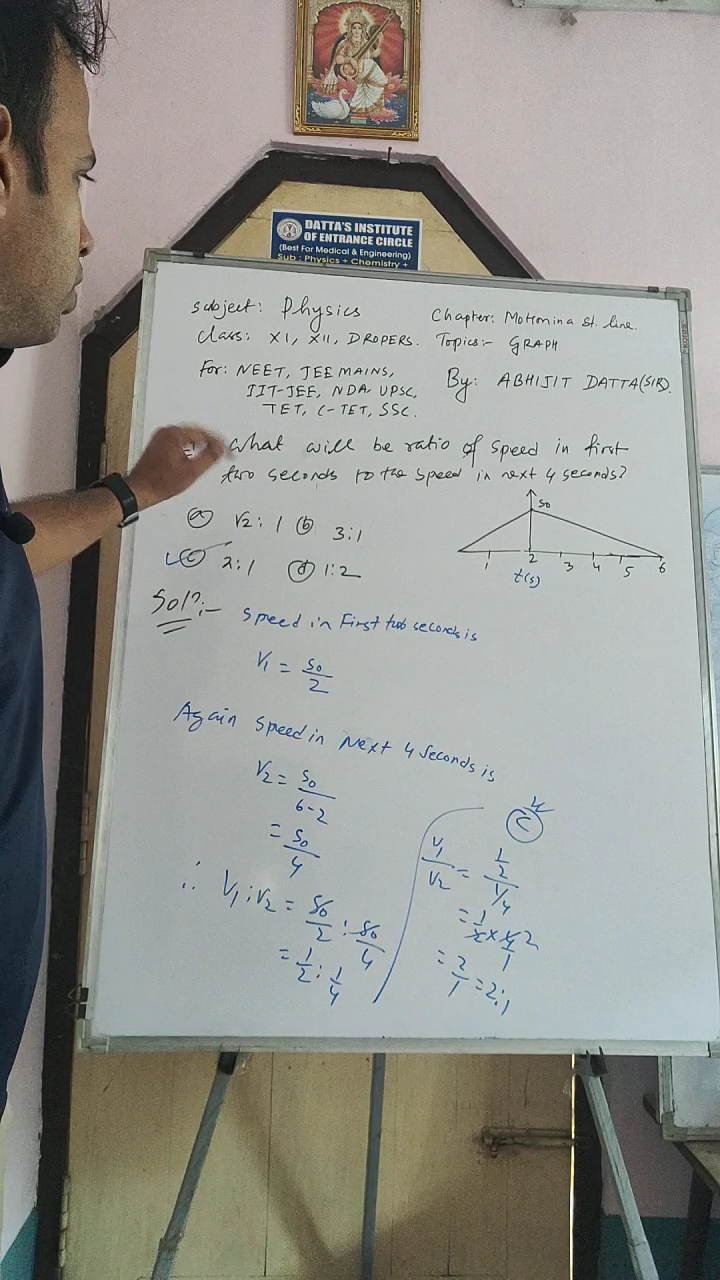 DATTA'S INSTITUTE
OF ENTRANCE CIRCLE
(Best For Medical & Engineering)
Sub : Physics + Chemistry +
Subject: Physics
Chapter: Motion in a St. line.
Class: XI, XII, DROPERS.
Topics:- GRAPH
For: NEET, JEE MAINS,
IIT-JEE, NDA, UPSC,
TET, C-TET, SSC.
By: ABHIJIT DATTA(SIR).
What will be ratio of speed in first
two seconds to the speed in next 4 seconds?
(a) √2:1 (b) 3:1
(c) 2:1 (d) 1:2
S0
1 2 3 4 5 6
t(s)
Solⁿ:- Speed in First two seconds is
V1 = S0/2
Again Speed in Next 4 Seconds is
V2 = S0/6-2
= S0/4
∴ V1:V2 = S0/2 : S0/4
= 1/2 : 1/4
(C)
V1/V2 = 1/2/1/4
= 1/2 × 4/1 2
= 2/1 = 2:1